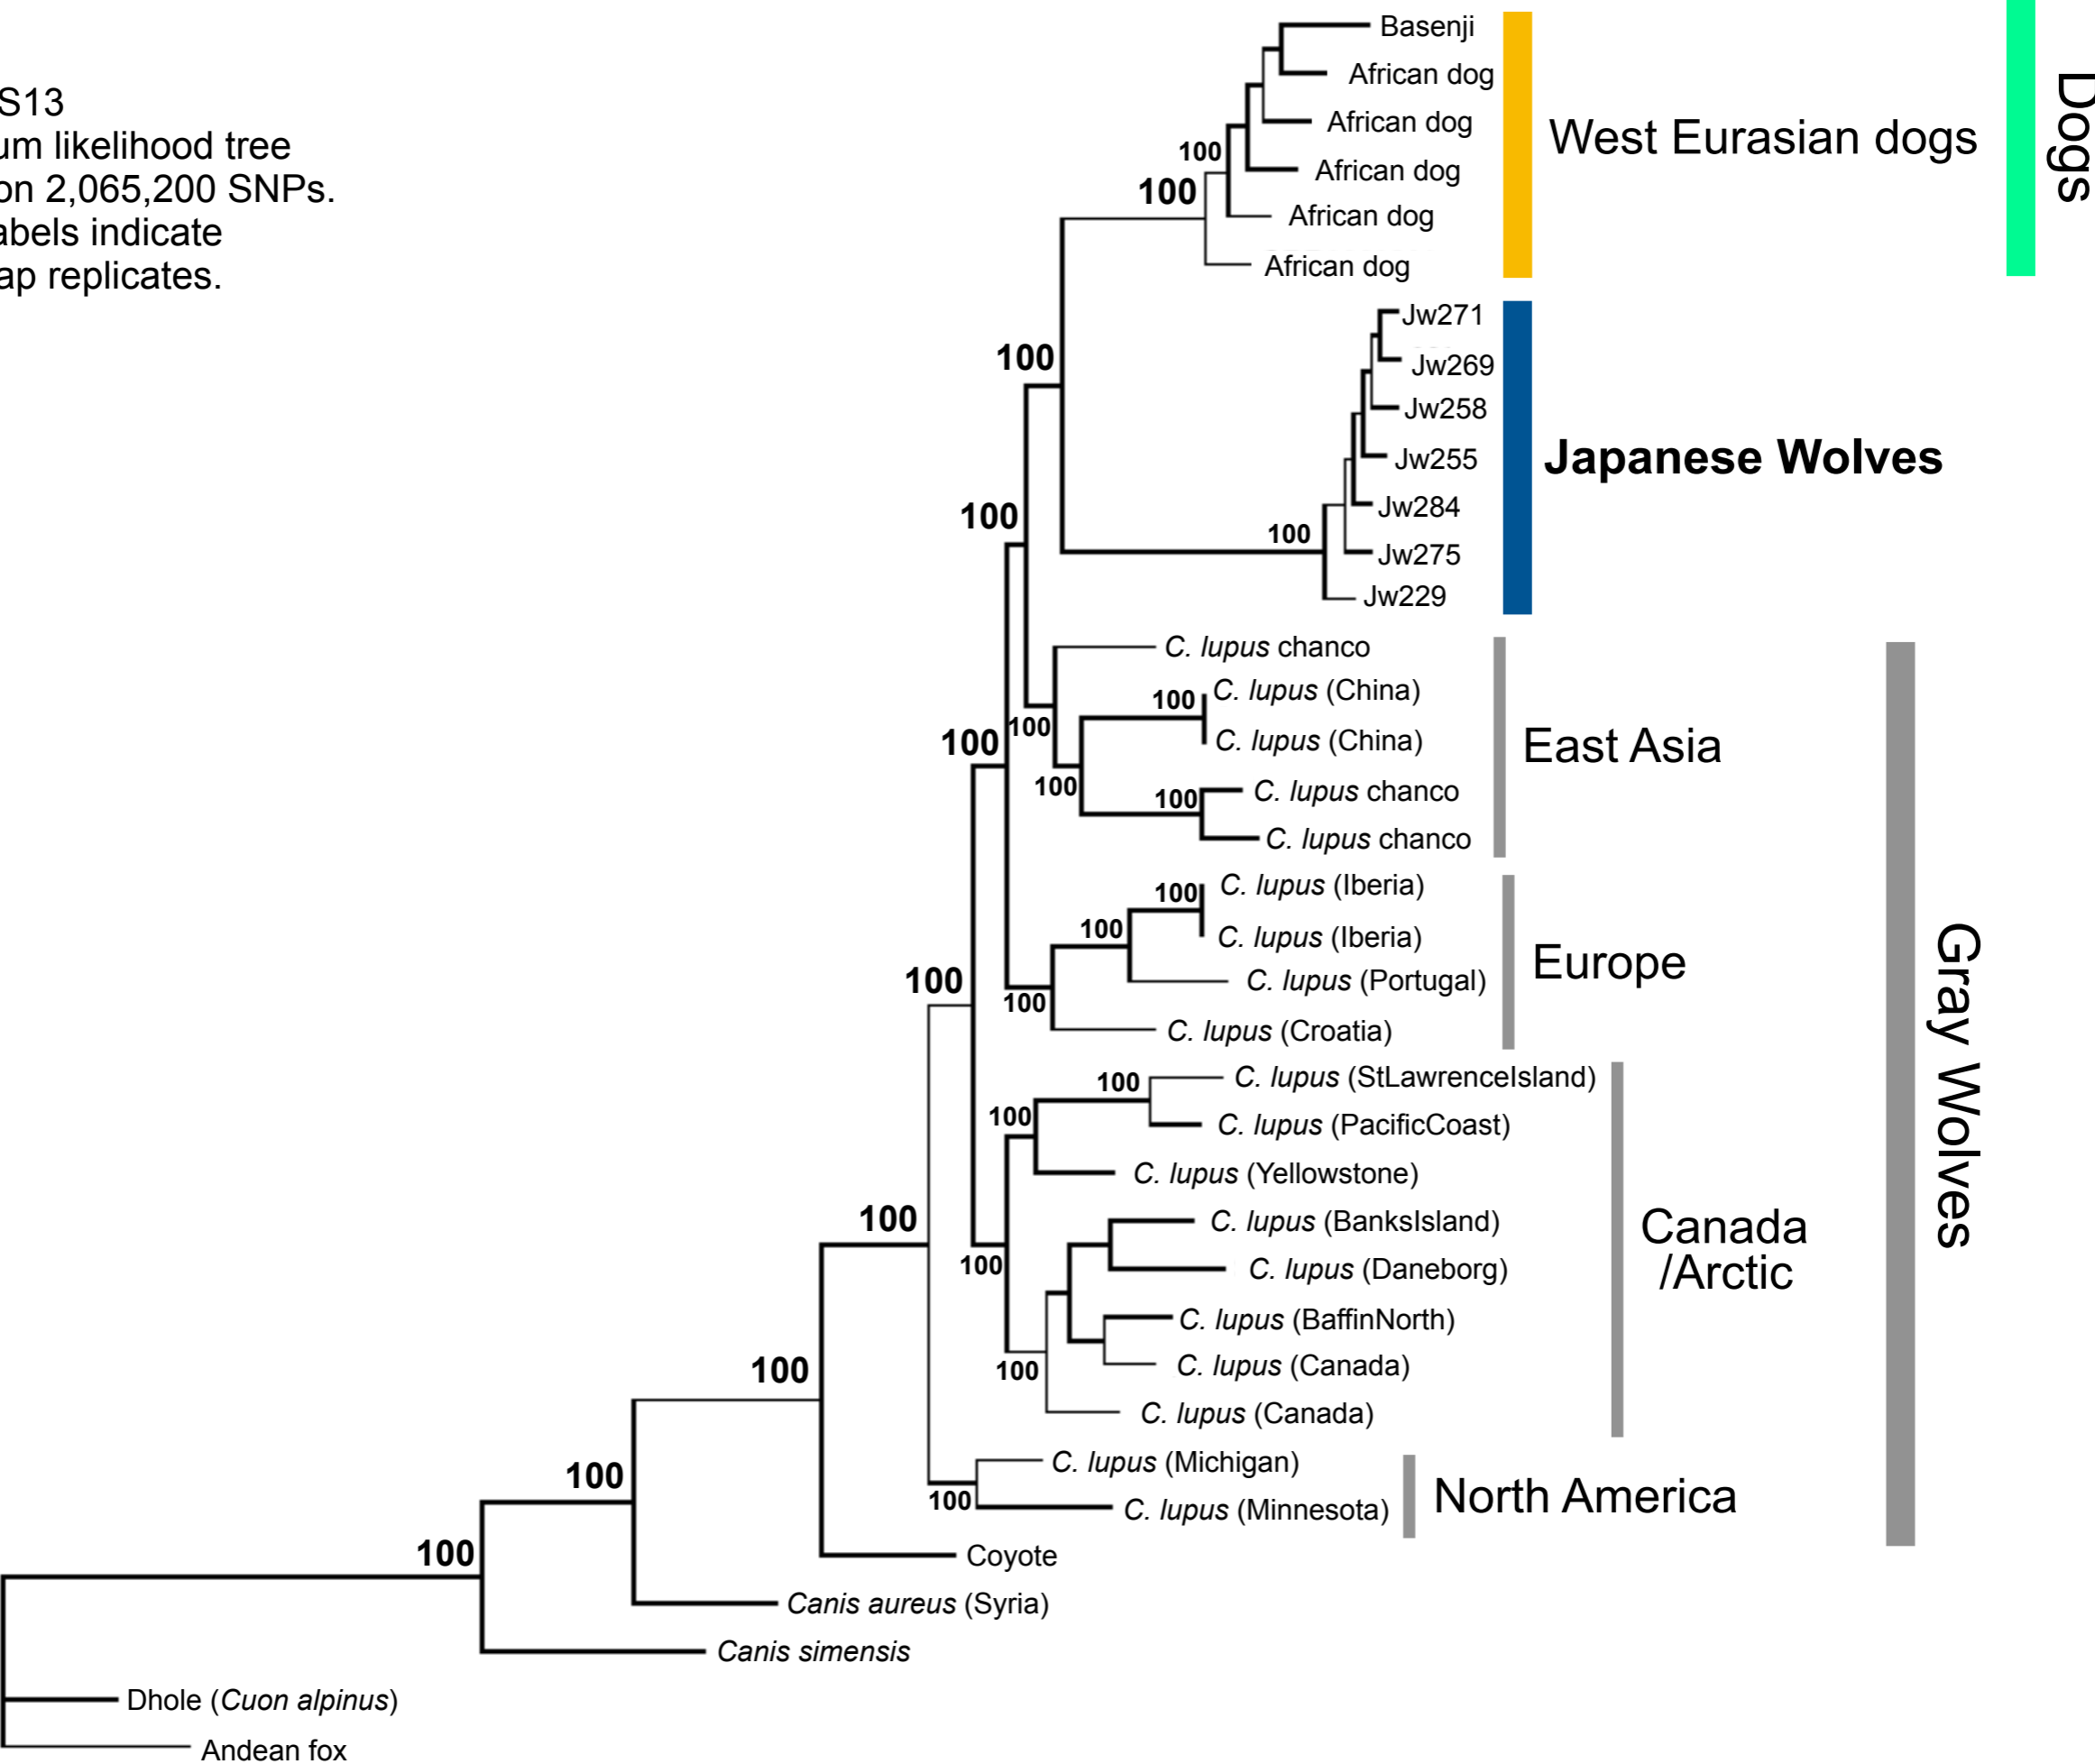 S13
um likelihood tree
on 2,065,200 SNPs.
abels indicate
ap replicates.
Basenji
African dog
African dog
African dog
African dog
African dog
100
100
West Eurasian dogs
Dogs
100
Jw271
Jw269
Jw258
Jw255
Jw284
Jw275
Jw229
100
Japanese Wolves
100
C. lupus chanco
C. lupus (China)
C. lupus (China)
C. lupus chanco
C. lupus chanco
100
100
100
100
100
East Asia
C. lupus (Iberia)
C. lupus (Iberia)
C. lupus (Portugal)
C. lupus (Croatia)
100
100
100
100
Europe
Gray Wolves
C. lupus (StLawrenceIsland)
C. lupus (PacificCoast)
C. lupus (Yellowstone)
C. lupus (BanksIsland)
C. lupus (Daneborg)
C. lupus (BaffinNorth)
C. lupus (Canada)
C. lupus (Canada)
100
100
100
100
100
Canada
/Arctic
C. lupus (Michigan)
C. lupus (Minnesota)
100
North America
100
Coyote
100
Canis aureus (Syria)
100
Canis simensis
Dhole (Cuon alpinus)
Andean fox